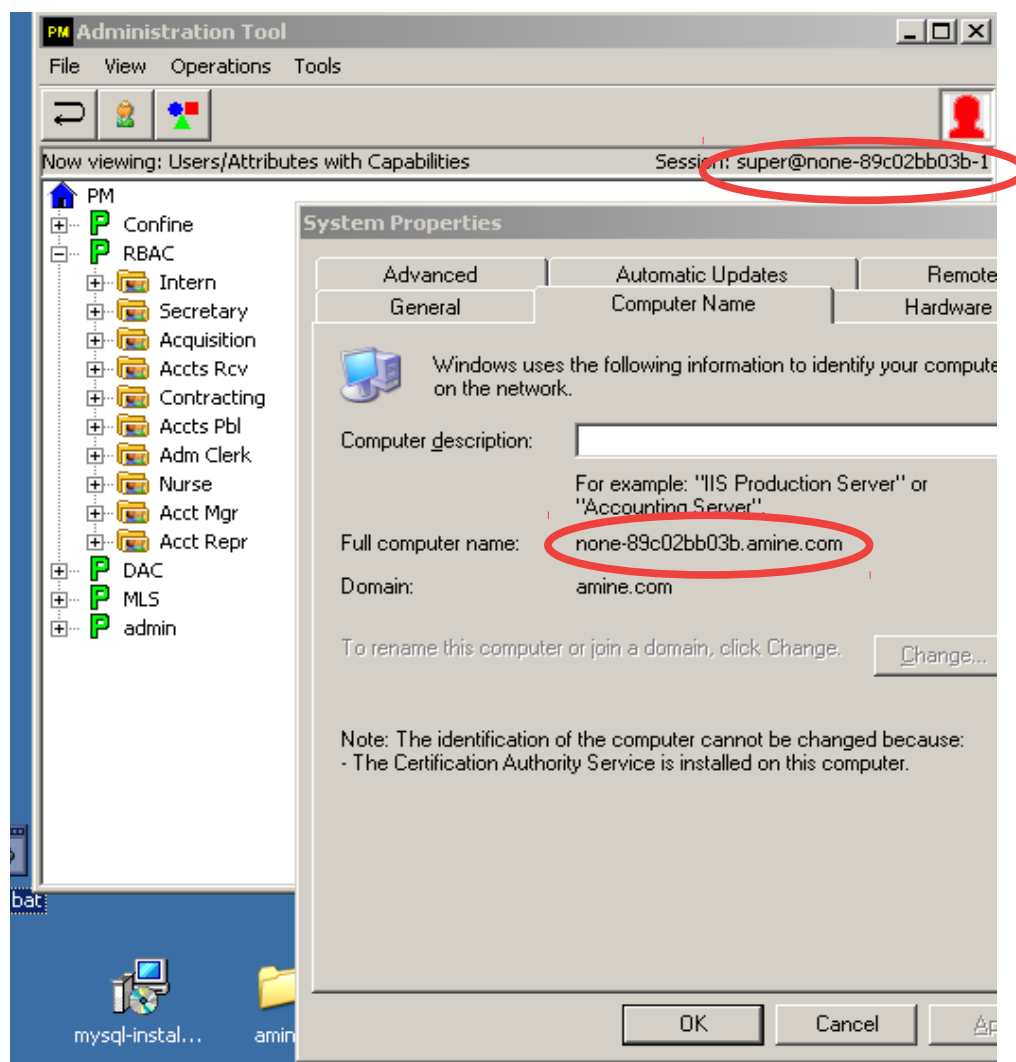 PM Administration Tool
File View Operations Tools
Now viewing: Users/Attributes with Capabilities Session: super@none-89c02bb03b-1
PM
Confine
RBAC
Intern
Secretary
Acquisition
Accts Rcv
Contracting
Accts Pbl
Adm Clerk
Nurse
Acct Mgr
Acct Repr
DAC
MLS
admin
System Properties
Advanced Automatic Updates Remote
General Computer Name Hardware
Windows uses the following information to identify your compute
on the network.
Computer description:
For example: "IIS Production Server" or
"Accounting Server".
Full computer name: none-89c02bb03b.amine.com
Domain: amine.com
To rename this computer or join a domain, click Change. Change...
Note: The identification of the computer cannot be changed because:
- The Certification Authority Service is installed on this computer.
OK Cancel Ap
bat
mysql-instal... amin